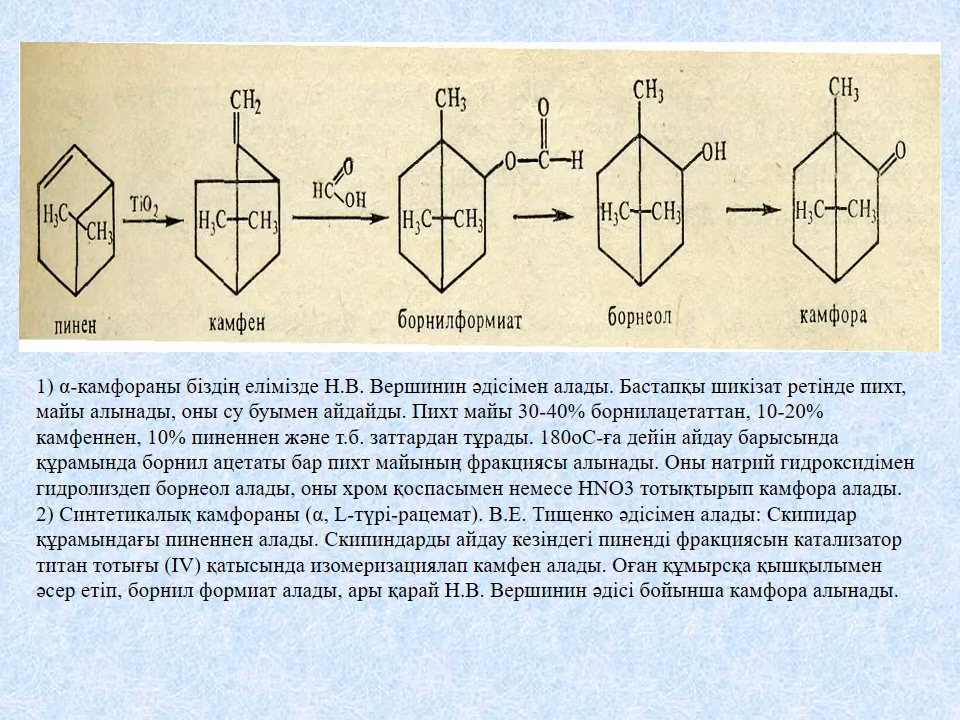 CH₂
CH₃
O
CH₃
CH₃
O—C—H
OH
O
HC
O
OH
TiO₂
H₃C
CH₃
H₃C CH₃
H₃C CH₃
H₃C CH₃
H₃C CH₃
пинен
камфен
борнилформиат
борнеол
камфора
1) α-камфораны біздің елімізде Н.В. Вершинин әдісімен алады. Бастапқы шикізат ретінде пихт,
майы алынады, оны су буымен айдайды. Пихт майы 30-40% борнилацетаттан, 10-20%
камфеннен, 10% пиненнен және т.б. заттардан тұрады. 180оС-ға дейін айдау барысында
құрамында борнил ацетаты бар пихт майының фракциясы алынады. Оны натрий гидроксидімен
гидролиздеп борнеол алады, оны хром қоспасымен немесе HNO3 тотықтырып камфора алады.
2) Синтетикалық камфораны (α, L-түрі-рацемат). В.Е. Тищенко әдісімен алады: Скипидар
құрамындағы пиненнен алады. Скипиндарды айдау кезіндегі пиненді фракциясын катализатор
титан тотығы (IV) қатысында изомеризациялап камфен алады. Оған құмырсқа қышқылымен
әсер етіп, борнил формиат алады, ары қарай Н.В. Вершинин әдісі бойынша камфора алынады.